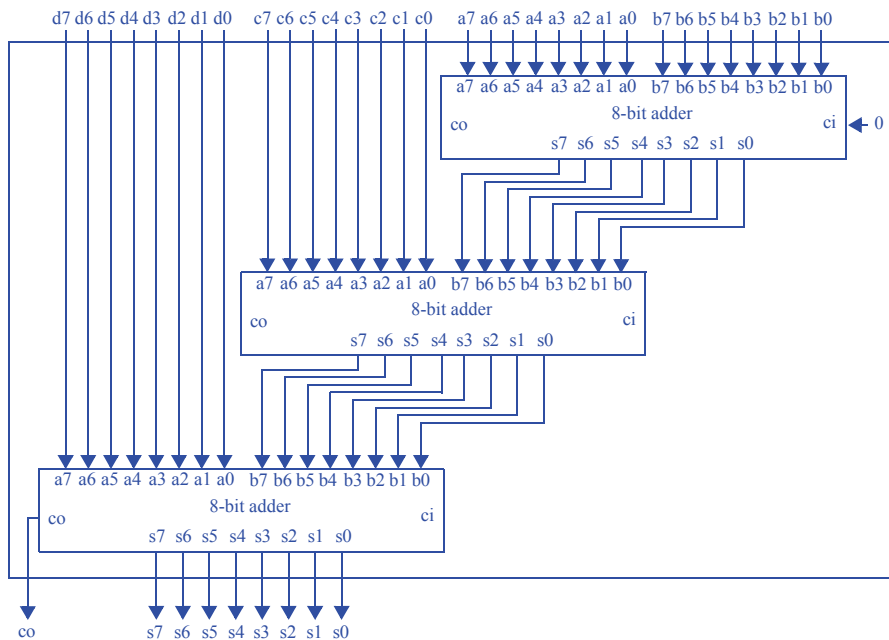 d7 d6 d5 d4 d3 d2 d1 d0 c7 c6 c5 c4 c3 c2 c1 c0 a7 a6 a5 a4 a3 a2 a1 a0 b7 b6 b5 b4 b3 b2 b1 b0
a7 a6 a5 a4 a3 a2 a1 a0 b7 b6 b5 b4 b3 b2 b1 b0
8-bit adder
co ci 0
s7 s6 s5 s4 s3 s2 s1 s0
a7 a6 a5 a4 a3 a2 a1 a0 b7 b6 b5 b4 b3 b2 b1 b0
8-bit adder
co ci
s7 s6 s5 s4 s3 s2 s1 s0
a7 a6 a5 a4 a3 a2 a1 a0 b7 b6 b5 b4 b3 b2 b1 b0
8-bit adder
co ci
s7 s6 s5 s4 s3 s2 s1 s0
co s7 s6 s5 s4 s3 s2 s1 s0